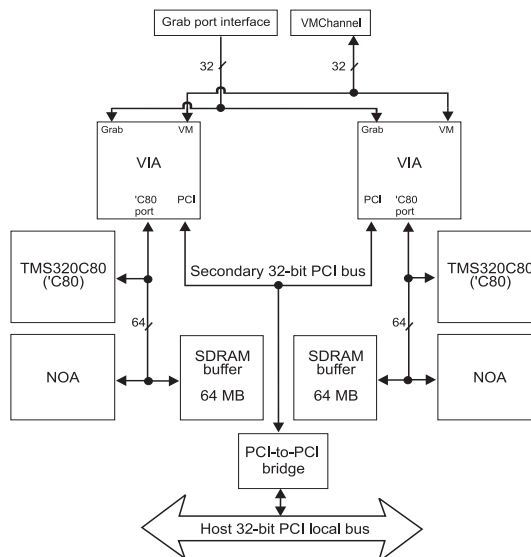 Grab port interface
VMChannel
32
32
Grab
VM
VIA
'C80
port
PCI
Grab
VM
VIA
PCI
'C80
port
TMS320C80
('C80)
Secondary 32-bit PCI bus
TMS320C80
('C80)
64
64
NOA
SDRAM
buffer
64 MB
SDRAM
buffer
64 MB
NOA
PCI-to-PCI
bridge
Host 32-bit PCI local bus